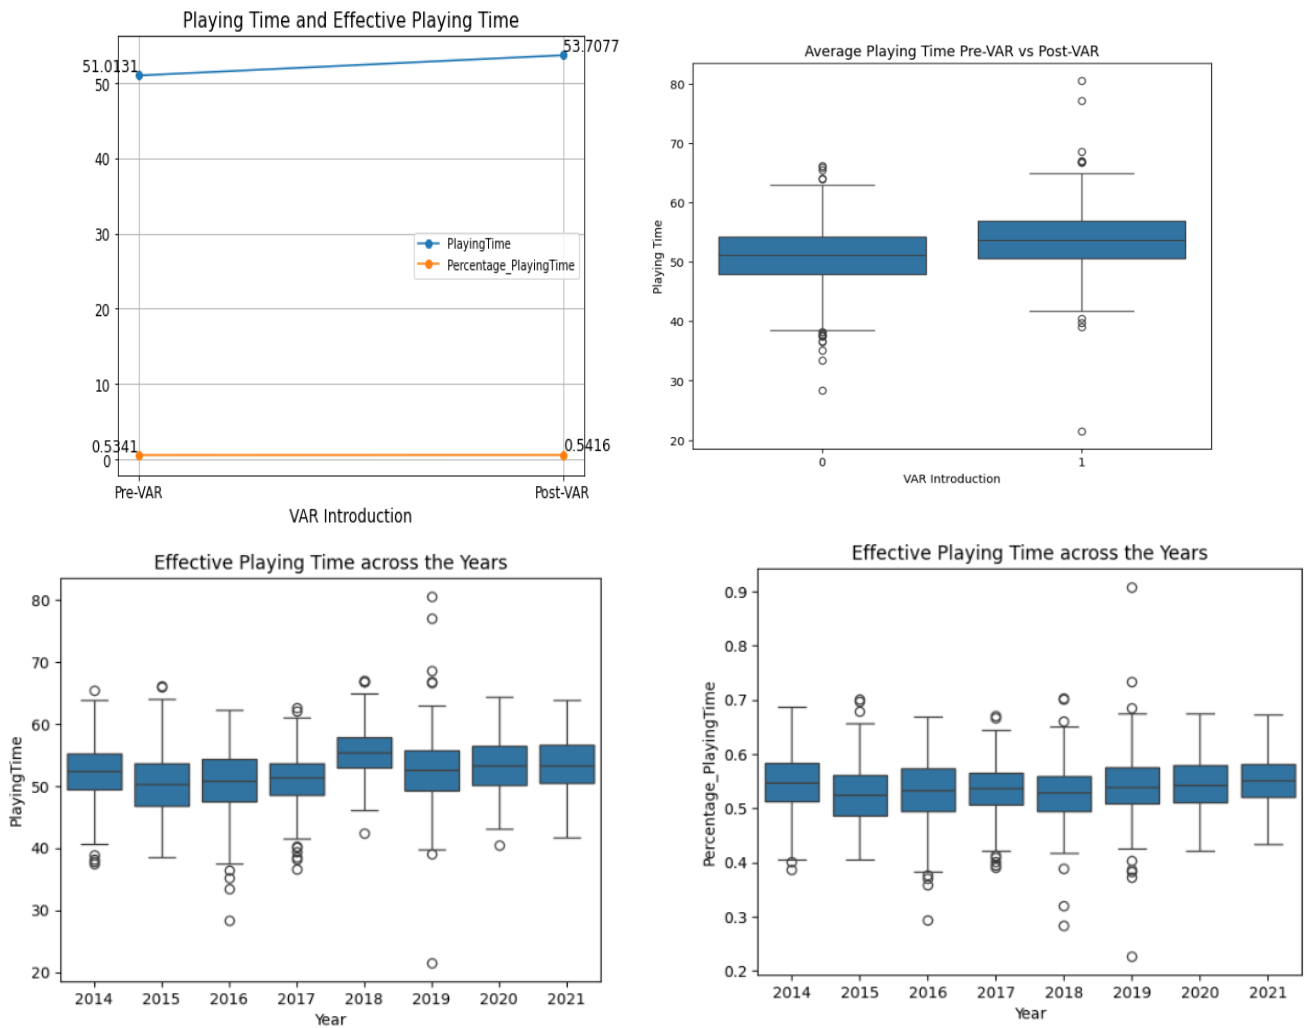 Playing Time and Effective Playing Time
51.0131
53.7077
50
40
30
20
10
0
PlayingTime
Percentage_PlayingTime
0.5341
0.5416
Pre-VAR
Post-VAR
VAR Introduction
Average Playing Time Pre-VAR vs Post-VAR
Playing Time
80
70
60
50
40
30
20
0
1
VAR Introduction
Effective Playing Time across the Years
PlayingTime
80
70
60
50
40
30
20
2014 2015 2016 2017 2018 2019 2020 2021
Year
Effective Playing Time across the Years
Percentage_PlayingTime
0.9
0.8
0.7
0.6
0.5
0.4
0.3
0.2
2014 2015 2016 2017 2018 2019 2020 2021
Year